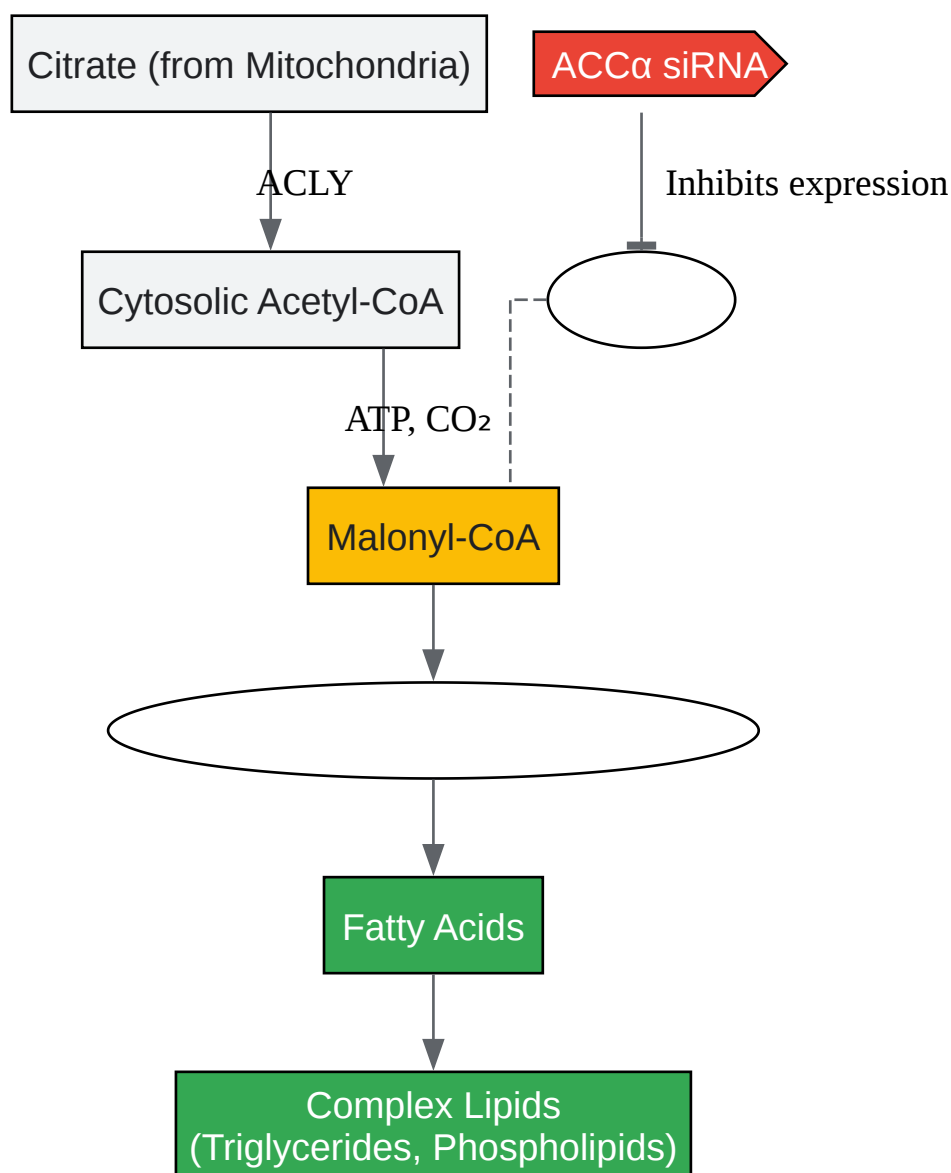 Citrate (from Mitochondria)
ACCα siRNA
ACLY
Inhibits expression
Cytosolic Acetyl-CoA
ATP, CO₂
Malonyl-CoA
Fatty Acids
Complex Lipids
(Triglycerides, Phospholipids)